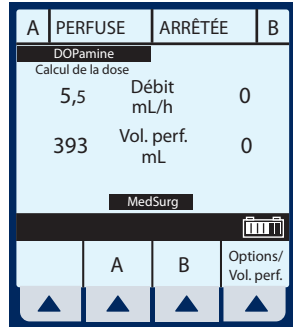 A PERFUSE ARRÊTÉE B
DOPamine
Calcul de la dose
5,5 Débit mL/h 0
393 Vol. perf. mL 0
MedSurg
A B Options/ Vol. perf.